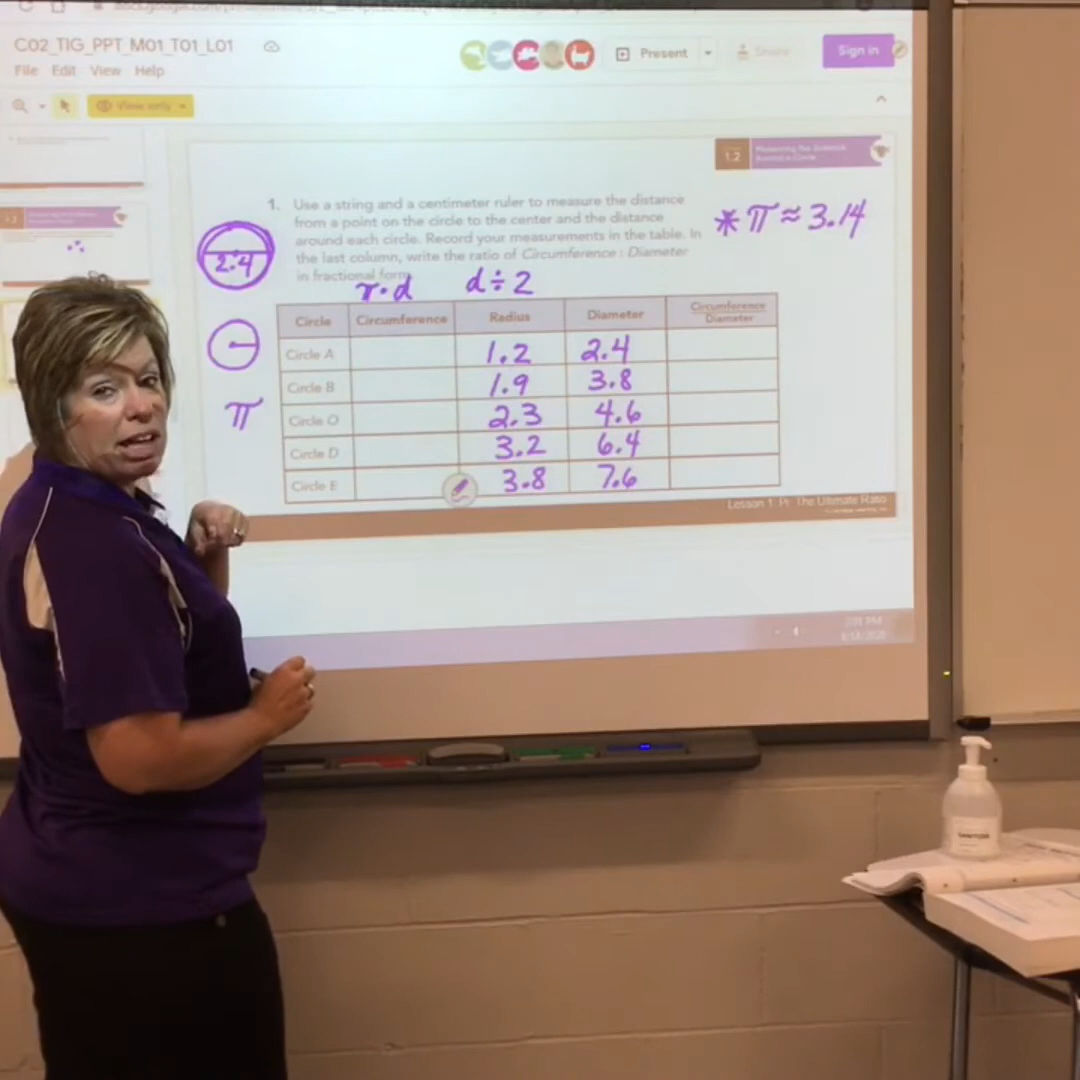 C02_TIG_PPT_M01_T01_L01
File Edit View Help
Present
Share
Sign in
View only
1.2
1. Use a string and a centimeter ruler to measure the distance
from a point on the circle to the center and the distance
around each circle. Record your measurements in the table. In
the last column, write the ratio of Circumference : Diameter
in fractional form.
* π ≈ 3.14
2.4
π
π·d d÷2
Circle Circumference Radius Diameter Circumference
Diameter
Circle A 1.2 2.4
Circle B 1.9 3.8
Circle O 2.3 4.6
Circle D 3.2 6.4
Circle E 3.8 7.6
Lesson 1 Pi: The Ultimate Ratio